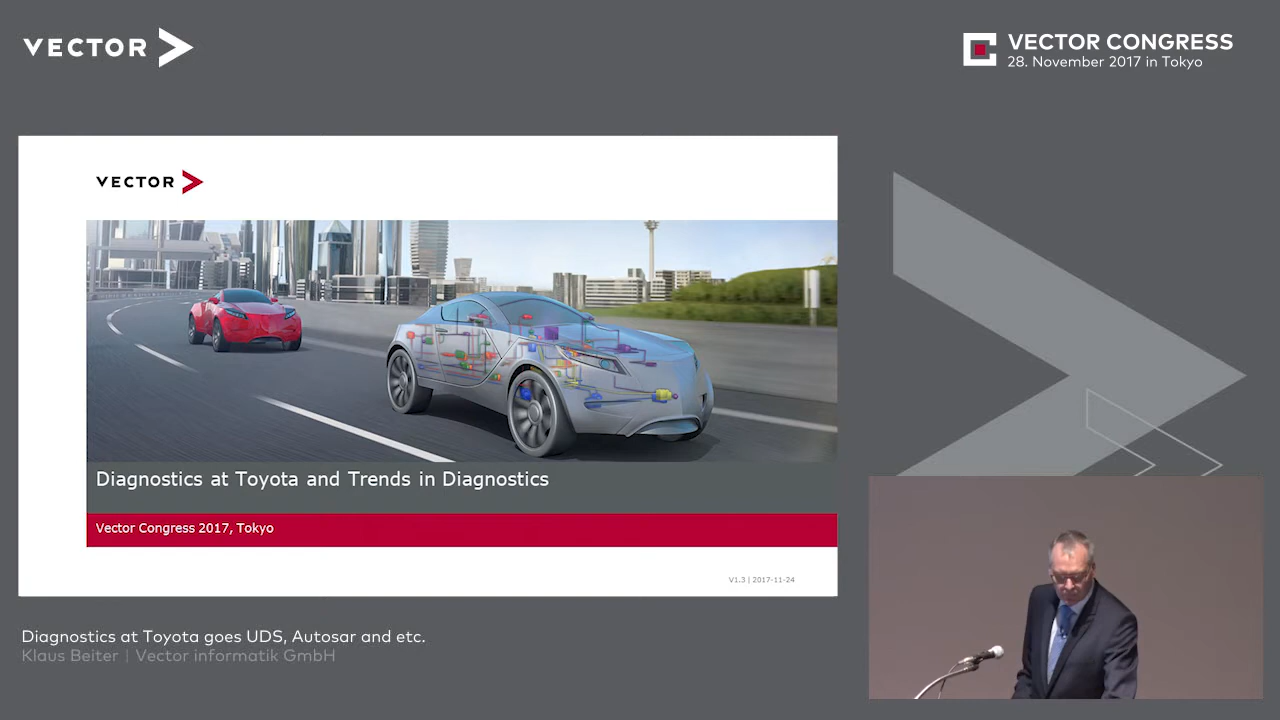 VECTOR
VECTOR CONGRESS
28. November 2017 in Tokyo
VECTOR
Diagnostics at Toyota and Trends in Diagnostics
Vector Congress 2017, Tokyo
V1.3 | 2017-11-24
Diagnostics at Toyota goes UDS, Autosar and etc.
Klaus Beiter | Vector informatik GmbH